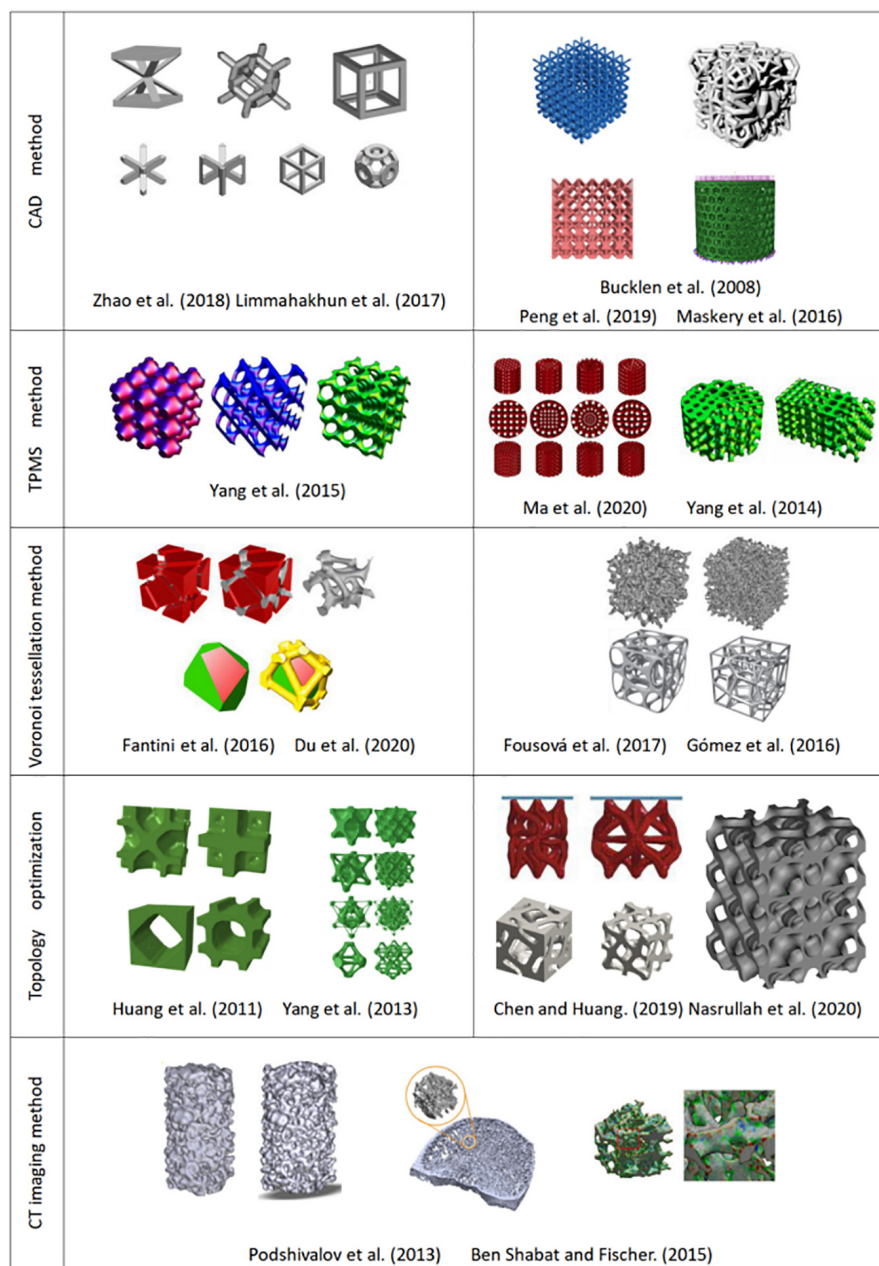 CAD method
Zhao et al. (2018) Limmahakhun et al. (2017)
Bucklen et al. (2008)
Peng et al. (2019) Maskery et al. (2016)
TPMS method
Yang et al. (2015)
Ma et al. (2020) Yang et al. (2014)
Voronoi tessellation method
Fantini et al. (2016) Du et al. (2020)
Fousová et al. (2017) Gómez et al. (2016)
Topology optimization
Huang et al. (2011) Yang et al. (2013)
Chen and Huang. (2019) Nasrullah et al. (2020)
CT imaging method
Podshivalov et al. (2013) Ben Shabat and Fischer. (2015)